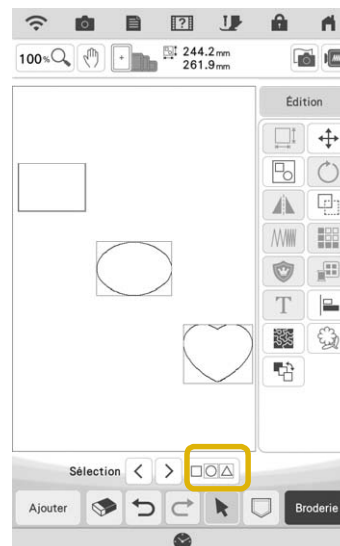 100%
244.2 mm
261.9 mm
Édition
T
Sélection
Ajouter
Broderie